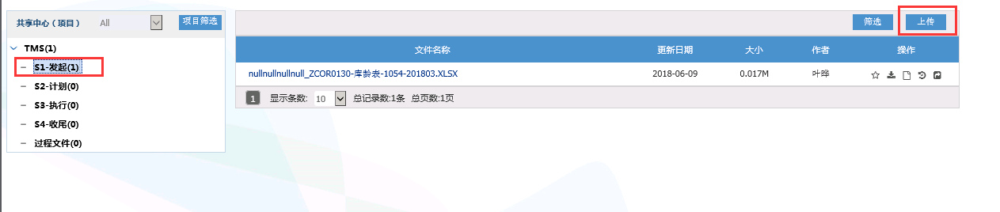 共享中心（项目） All 项目筛选
TMS(1)
S1-发起(1)
S2-计划(0)
S3-执行(0)
S4-收尾(0)
过程文件(0)
筛选 上传
文件名称 更新日期 大小 作者 操作
nullnullnullnull_ZCOR0130-库龄表-1054-201803.XLSX 2018-06-09 0.017M 叶晔
1 显示条数: 10 总记录数:1条 总页数:1页